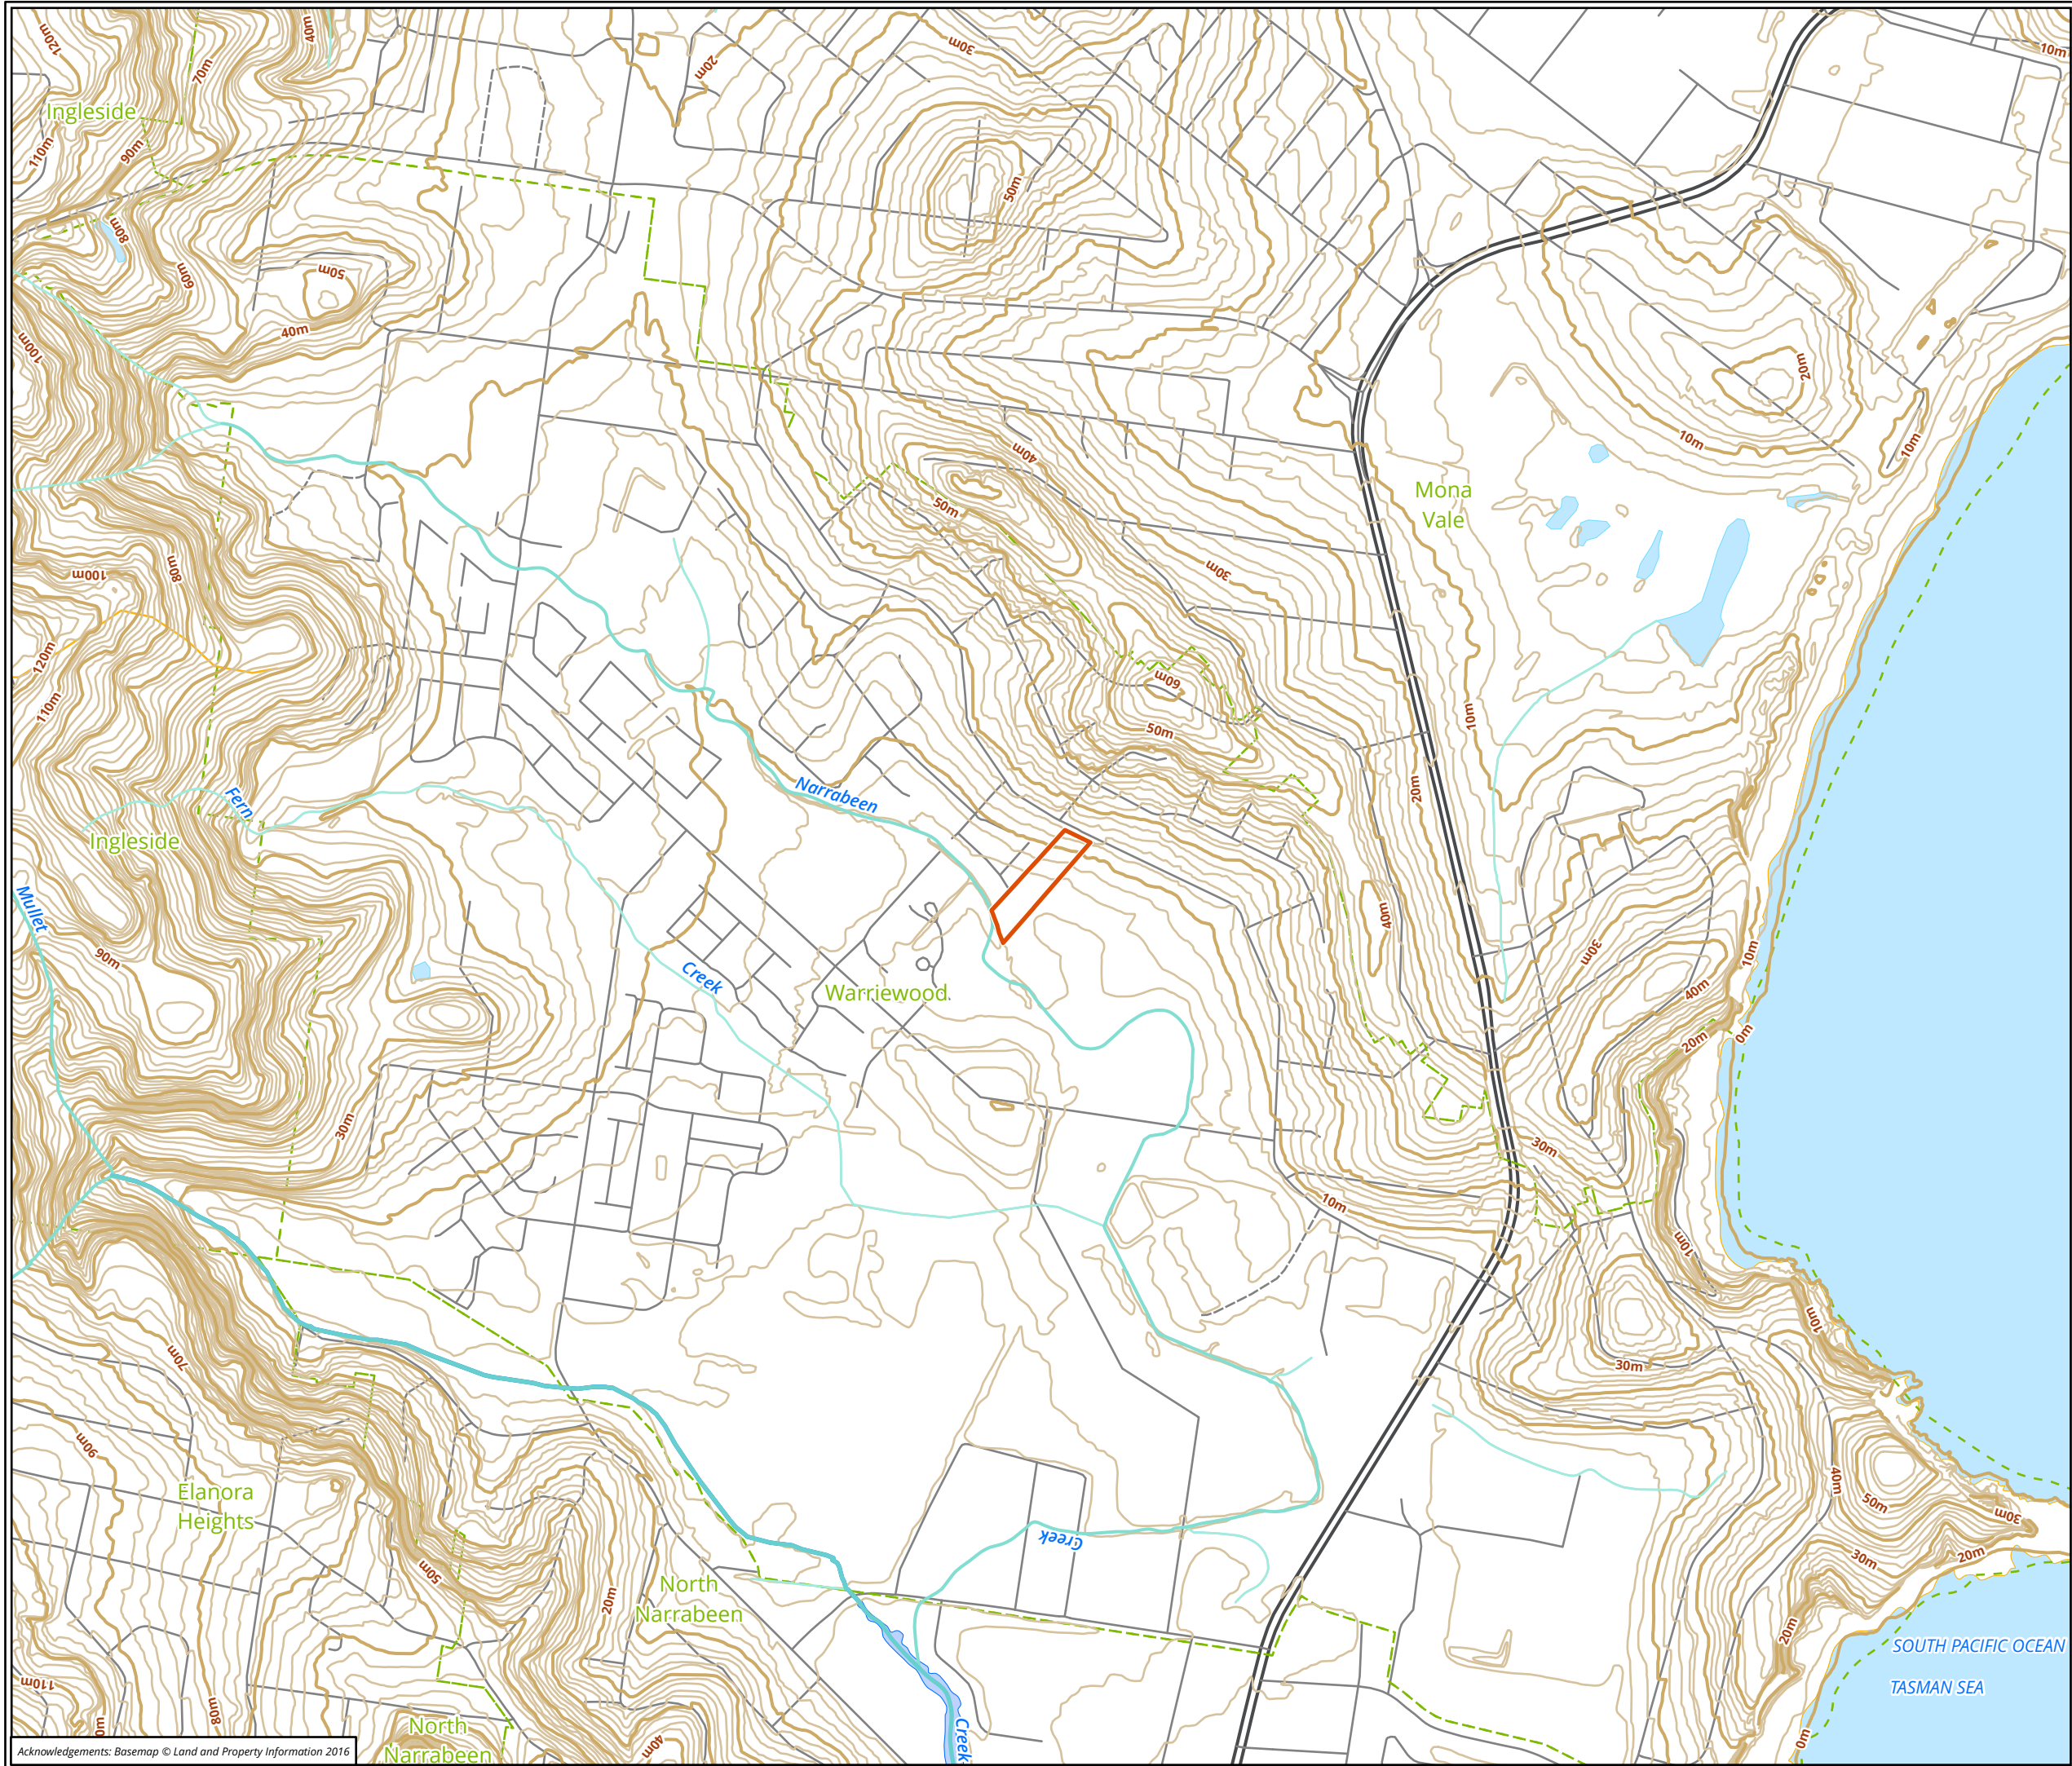 120m
40m
70m
20m
30m
10m
Ingleside
110m
90m
80m
50m
60m
50m
40m
100m
20m
10m
10m
40m
50m
Mona
Vale
100m
80m
30m
120m
110m
60m
50m
10m
20m
Narrabeen
Fern
Ingleside
Mullet
90m
40m
30m
10m
40m
Creek
Warriewood
20m
0m
30m
30m
10m
10m
10m
70m
30m
90m
Elanora
Heights
40m
50m
30m
Creek
30m
20m
50m
North
Narrabeen
20m
20m
SOUTH PACIFIC OCEAN
TASMAN SEA
110m
80m
North
Narrabeen
40m
Creek
0m
Acknowledgements: Basemap © Land and Property Information 2016